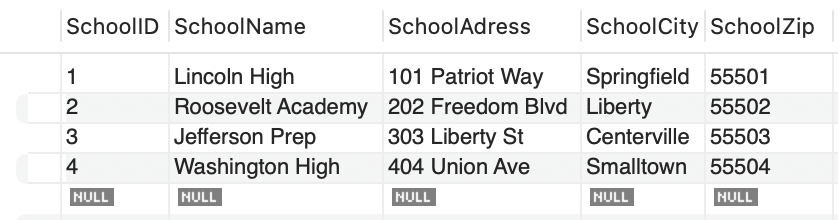 SchoolID SchoolName SchoolAdress SchoolCity SchoolZip
1 Lincoln High 101 Patriot Way Springfield 55501
2 Roosevelt Academy 202 Freedom Blvd Liberty 55502
3 Jefferson Prep 303 Liberty St Centerville 55503
4 Washington High 404 Union Ave Smalltown 55504
NULL NULL NULL NULL NULL